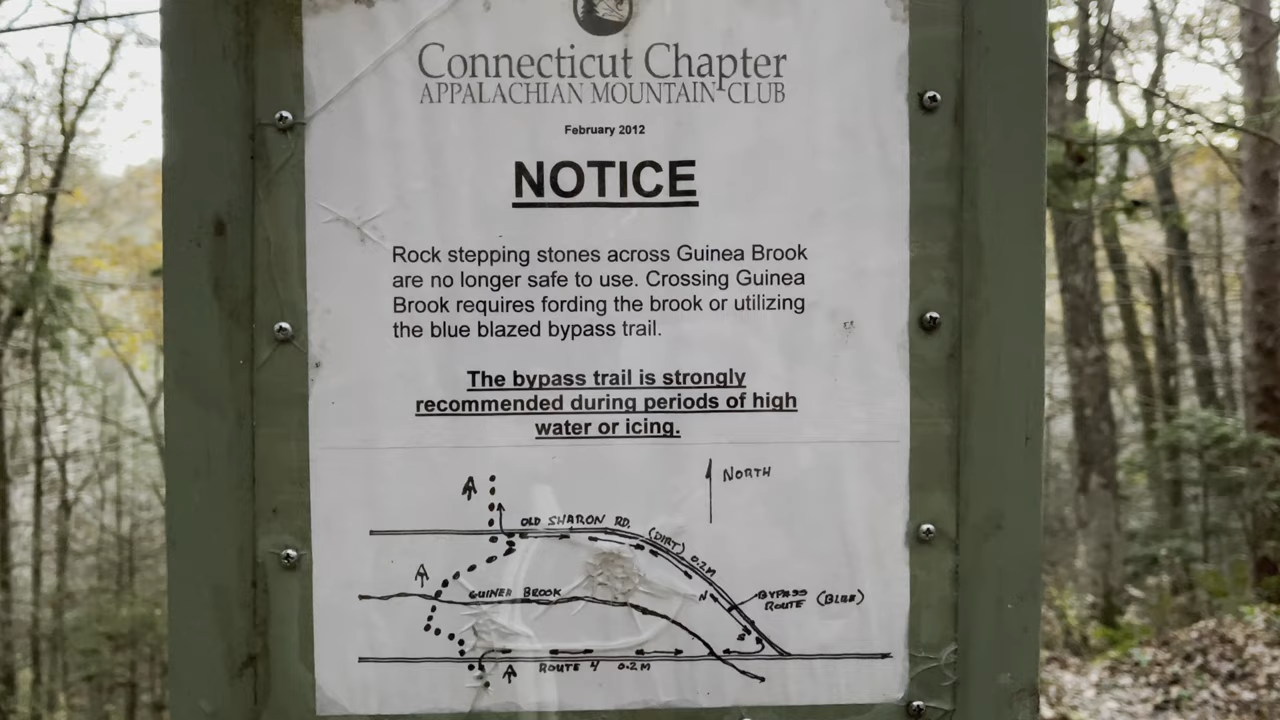 Connecticut Chapter
APPALACHIAN MOUNTAIN CLUB
February 2012
NOTICE
Rock stepping stones across Guinea Brook
are no longer safe to use. Crossing Guinea
Brook requires fording the brook or utilizing
the blue blazed bypass trail.
The bypass trail is strongly
recommended during periods of high
water or icing.
NORTH
OLD SHARON RD. (DIRT) 0.2M
GUINEA BROOK
N
BYPASS
ROUTE (BLUE)
S
ROUTE 4 0.2M